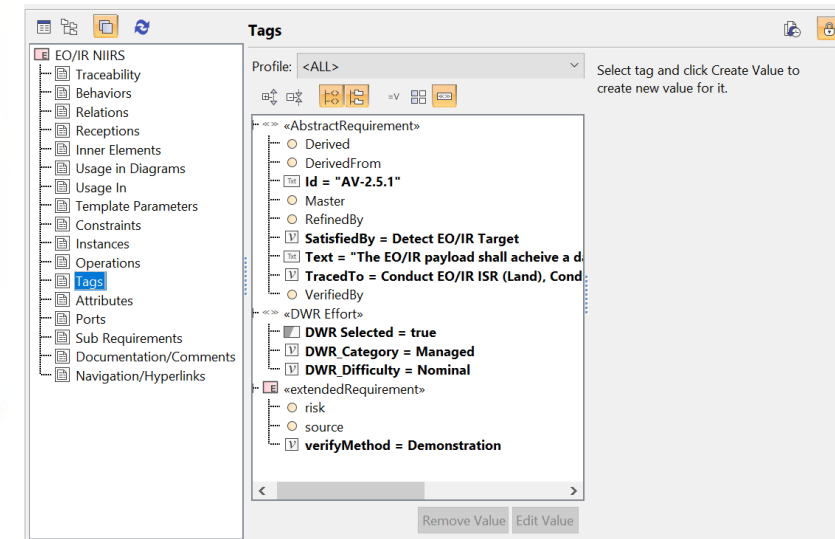 Tags
EO/IR NIIRS
Traceability
Behaviors
Relations
Receptions
Inner Elements
Usage in Diagrams
Usage In
Template Parameters
Constraints
Instances
Operations
Tags
Attributes
Ports
Sub Requirements
Documentation/Comments
Navigation/Hyperlinks
Profile: <ALL>
=V
«AbstractRequirement»
Derived
DerivedFrom
Id = "AV-2.5.1"
Master
RefinedBy
SatisfiedBy = Detect EO/IR Target
Text = "The EO/IR payload shall acheive a d
TracedTo = Conduct EO/IR ISR (Land), Cond
VerifiedBy
«DWR Effort»
DWR Selected = true
DWR_Category = Managed
DWR_Difficulty = Nominal
«extendedRequirement»
risk
source
verifyMethod = Demonstration
Remove Value Edit Value
Select tag and click Create Value to
create new value for it.